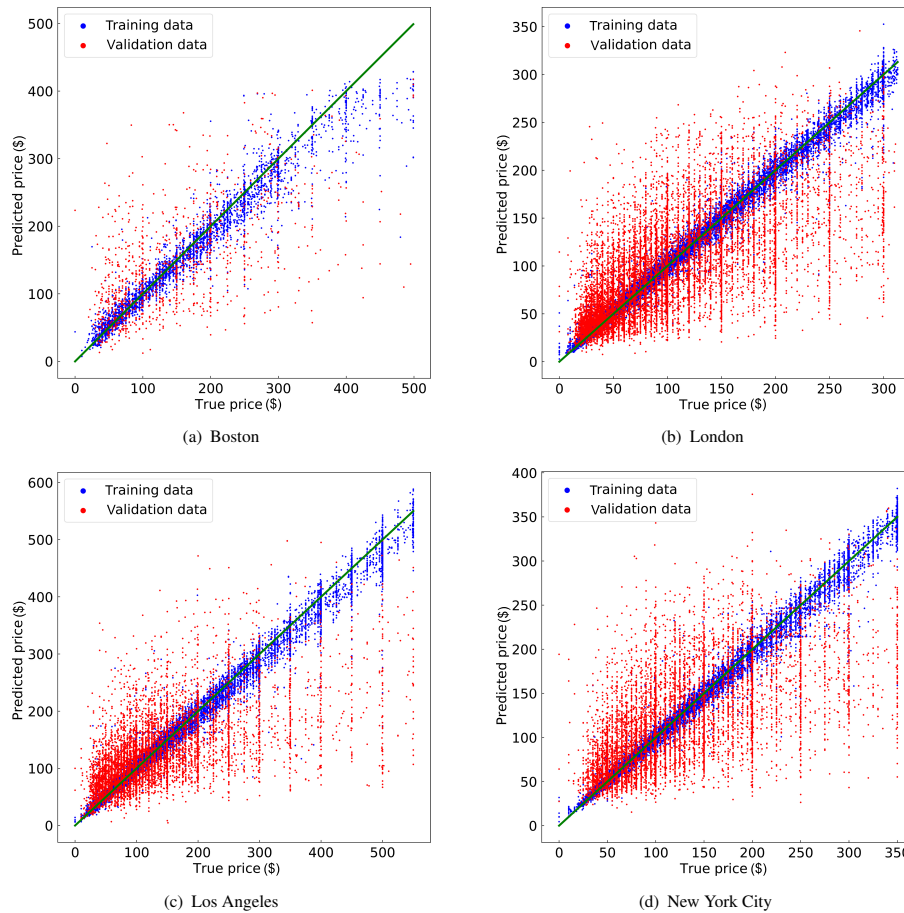 500
400
300
200
100
0
Predicted price ($)
Training data
Validation data
0 100 200 300 400 500
True price ($)
(a) Boston
350
300
250
200
150
100
50
0
Predicted price ($)
Training data
Validation data
0 50 100 150 200 250 300
True price ($)
(b) London
600
500
400
300
200
100
0
Predicted price ($)
Training data
Validation data
0 100 200 300 400 500
True price ($)
(c) Los Angeles
400
350
300
250
200
150
100
50
0
Predicted price ($)
Training data
Validation data
0 50 100 150 200 250 300 350
True price ($)
(d) New York City